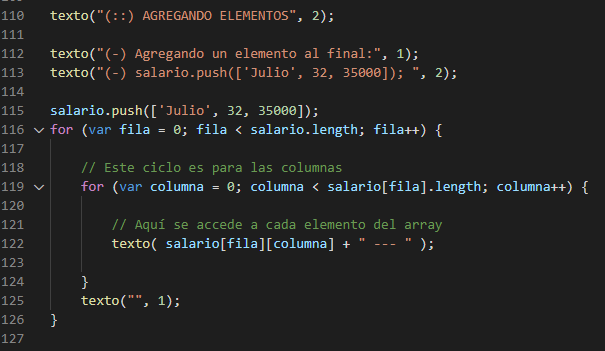 110 texto("(::) AGREGANDO ELEMENTOS", 2);
111
112 texto("(-) Agregando un elemento al final:", 1);
113 texto("(-) salario.push(['Julio', 32, 35000]); ", 2);
114
115 salario.push(['Julio', 32, 35000]);
116 for (var fila = 0; fila < salario.length; fila++) {
117
118 // Este ciclo es para las columnas
119 for (var columna = 0; columna < salario[fila].length; columna++) {
120
121 // Aquí se accede a cada elemento del array
122 texto( salario[fila][columna] + " --- " );
123
124 }
125 texto("", 1);
126 }
127